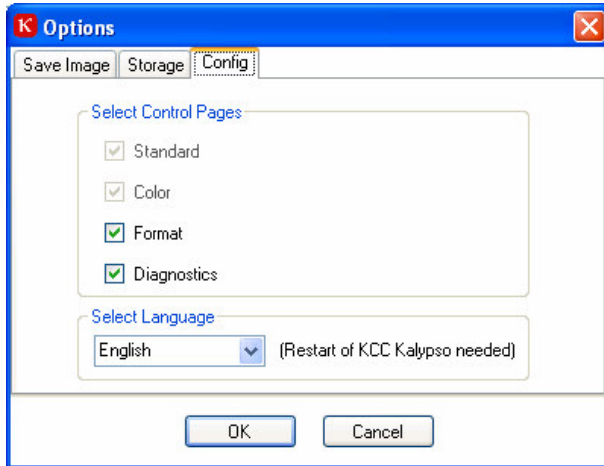 K Options
Save Image Storage Config
Select Control Pages
Standard
Color
Format
Diagnostics
Select Language
English (Restart of KCC Kalypso needed)
OK Cancel